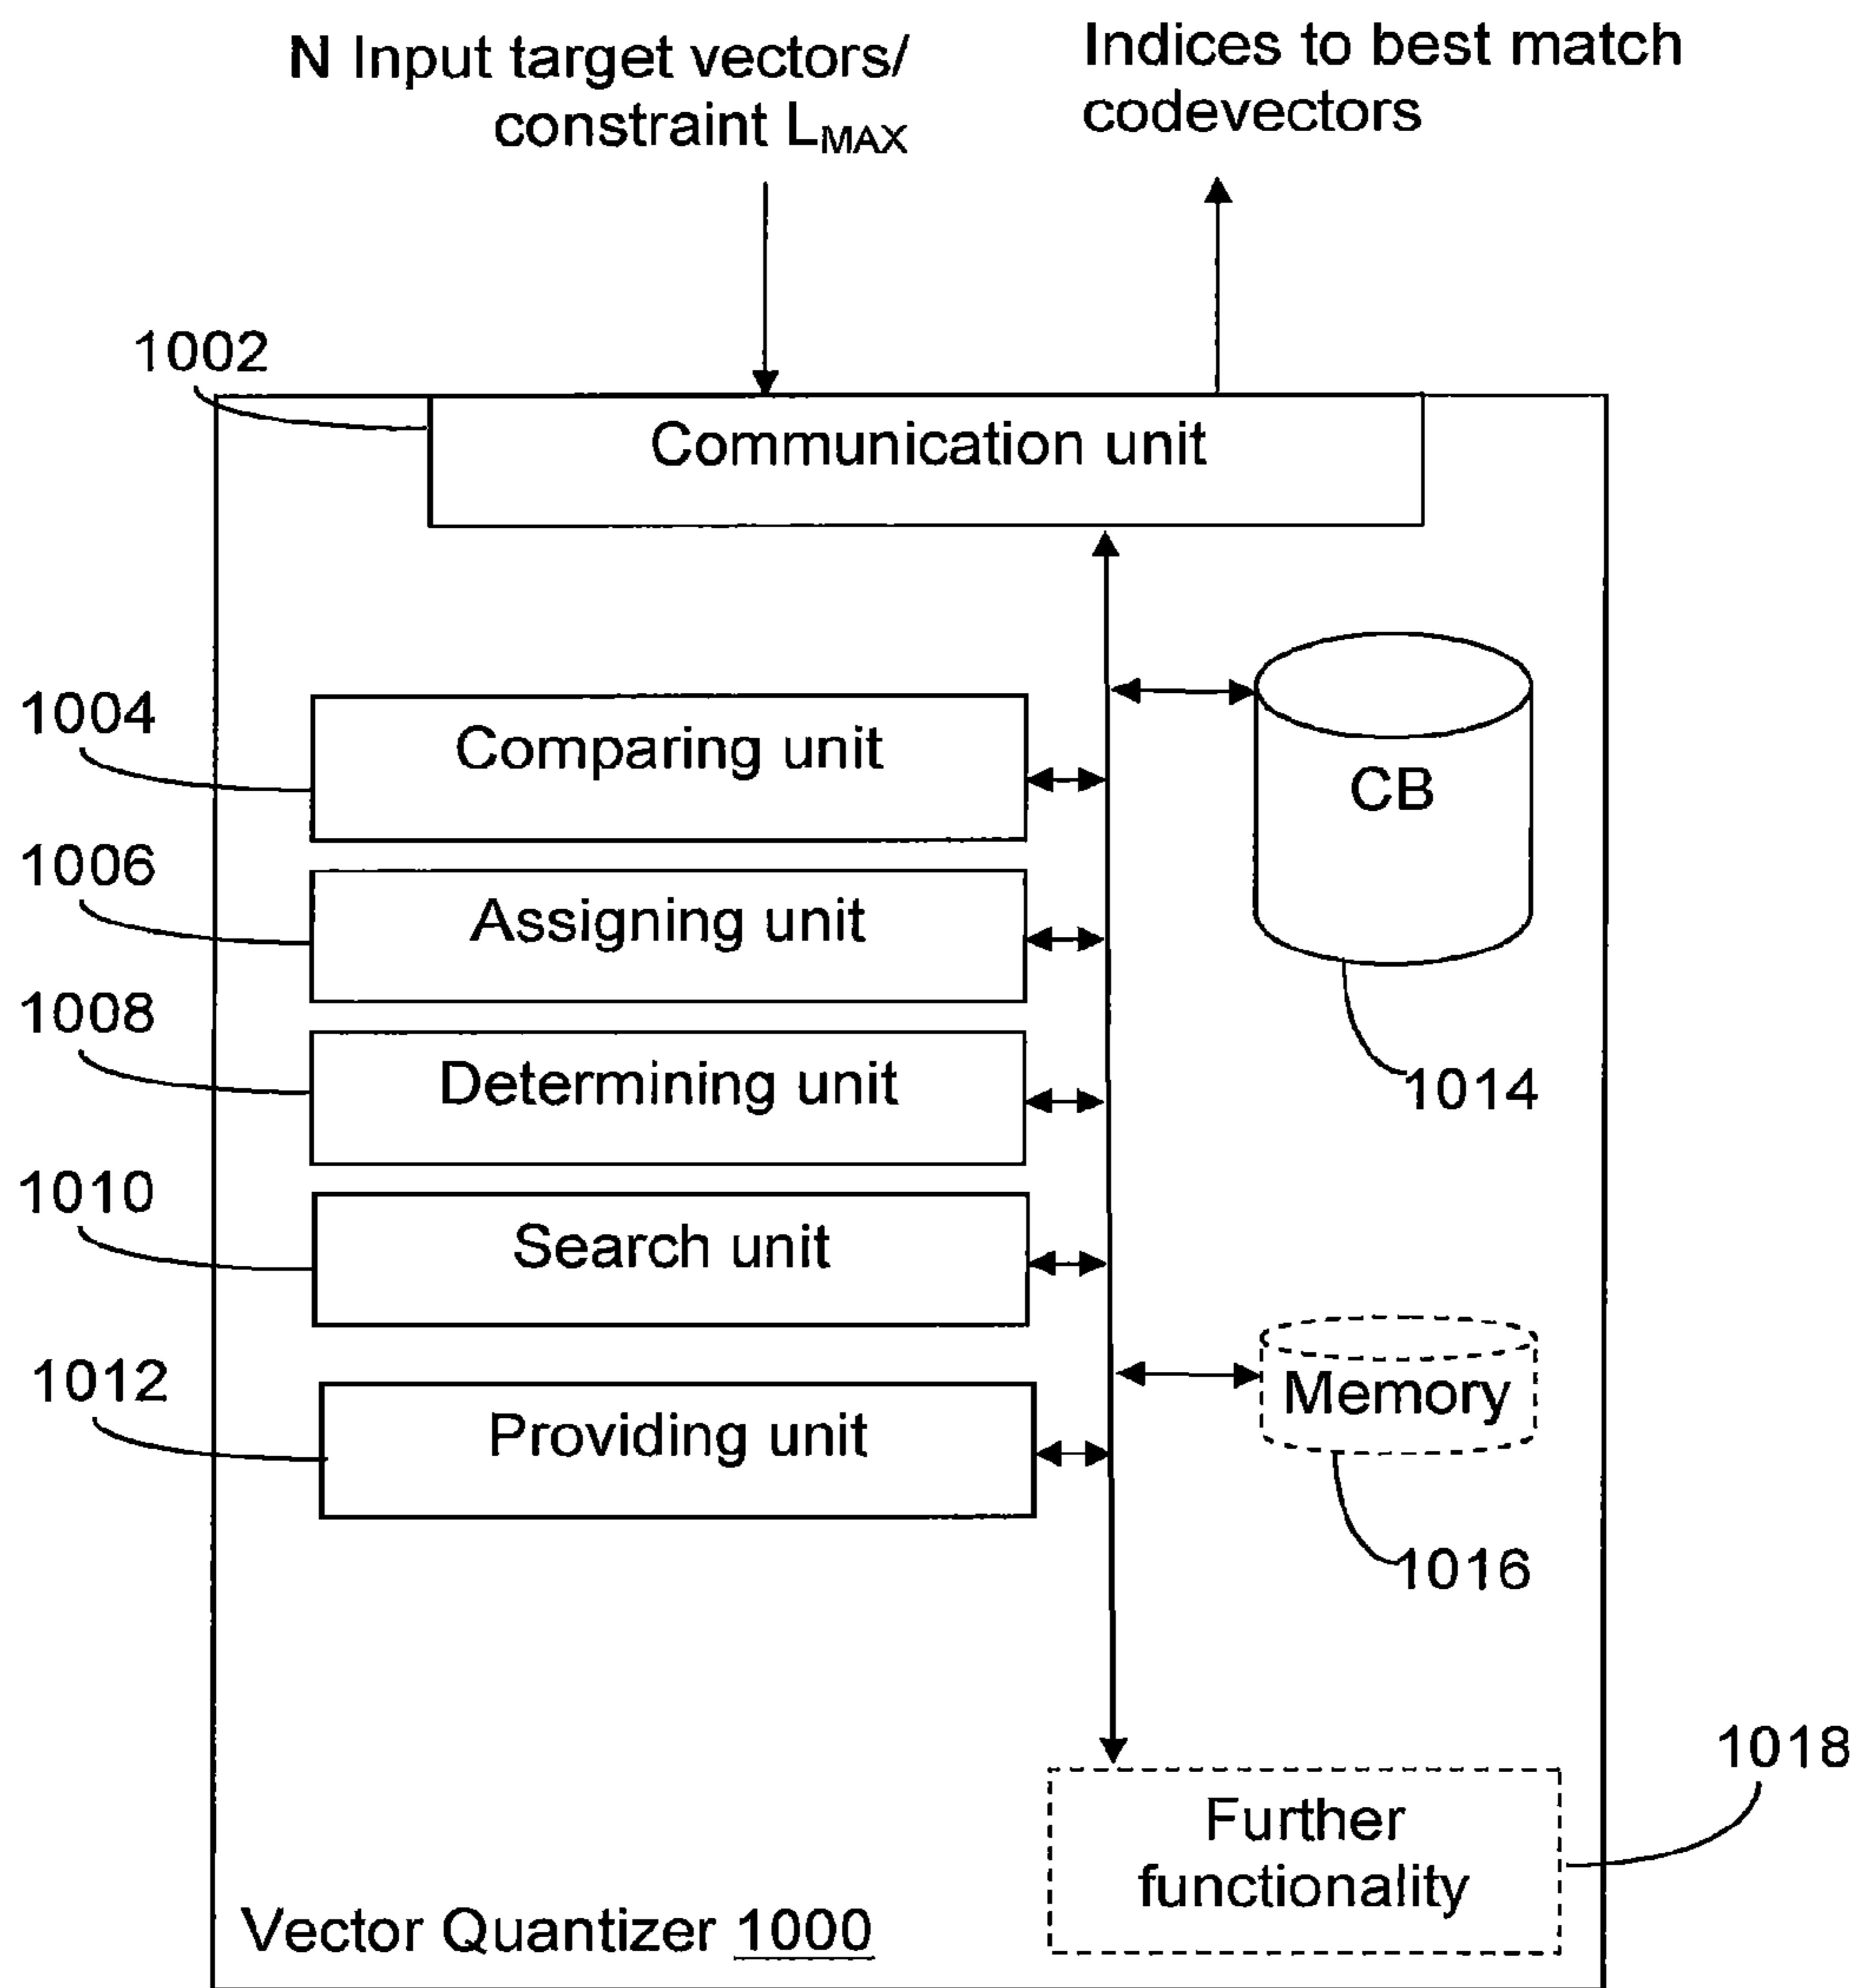 N Input target vectors/
constraint LMAX
Indices to best match
codevectors
1002
Communication unit
1004
Comparing unit
CB
1006
Assigning unit
1008
Determining unit
1014
1010
Search unit
1012
Providing unit
Memory
1016
1018
Further
functionality
Vector Quantizer 1000